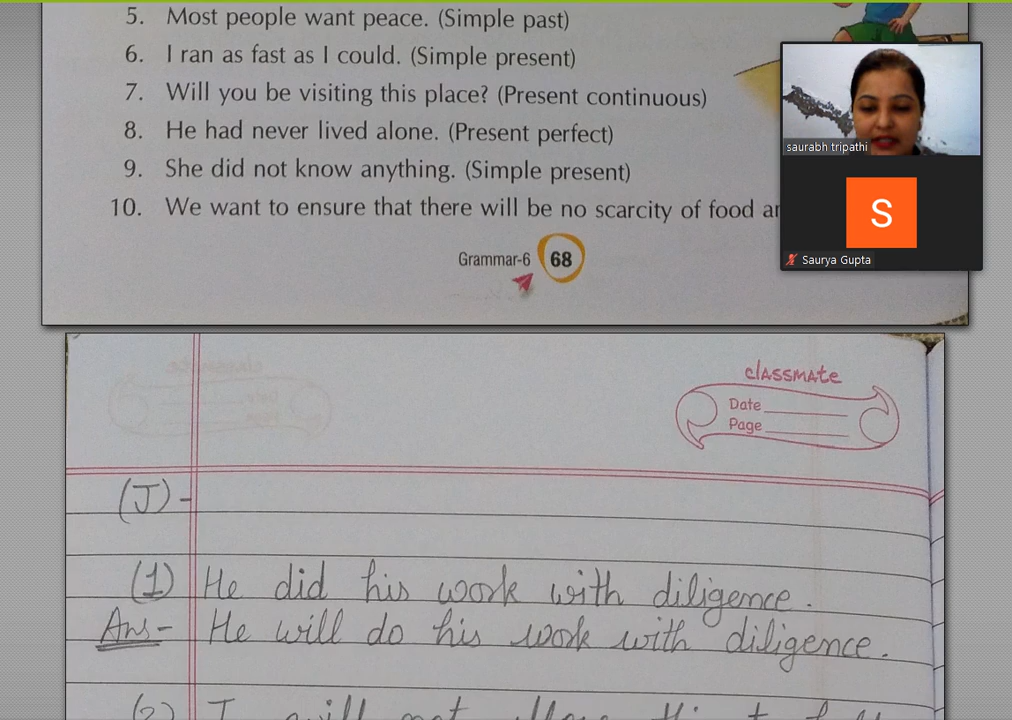 5. Most people want peace. (Simple past)
6. I ran as fast as I could. (Simple present)
7. Will you be visiting this place? (Present continuous)
8. He had never lived alone. (Present perfect)
9. She did not know anything. (Simple present)
10. We want to ensure that there will be no scarcity of food
Grammar-6 68
saurabh tripathi
S
Saurya Gupta
classmate
Date
Page
(J)-
(1) He did his work with diligence.
Ans- He will do his work with diligence.
(2) I will not